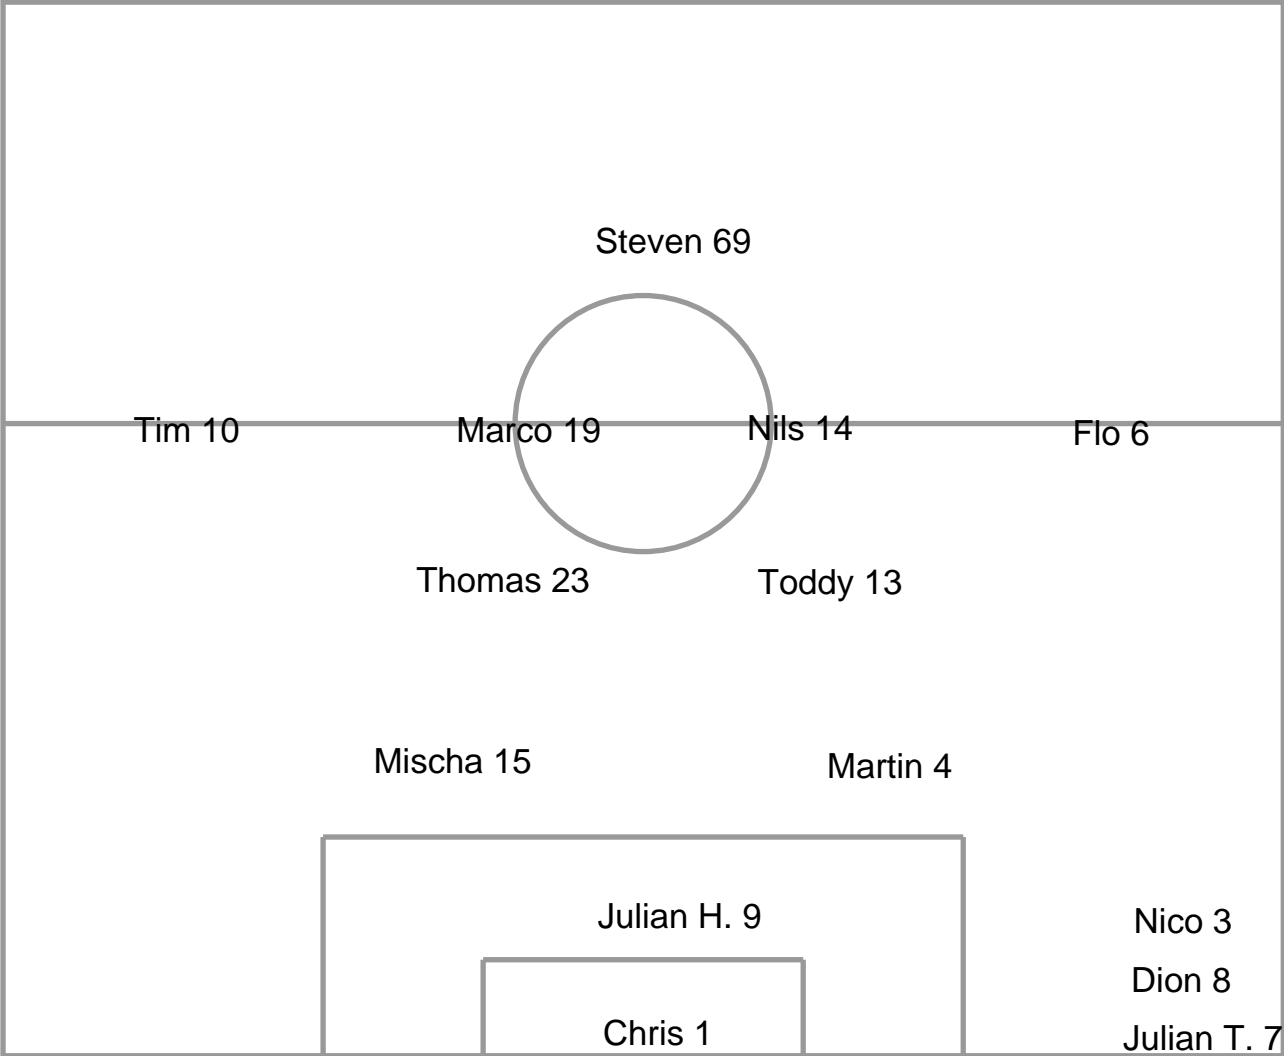 Steven 69
Tim 10
Marco 19
Nils 14
Flo 6
Thomas 23
Toddy 13
Mischa 15
Martin 4
Julian H. 9
Nico 3
Dion 8
Chris 1
Julian T. 7